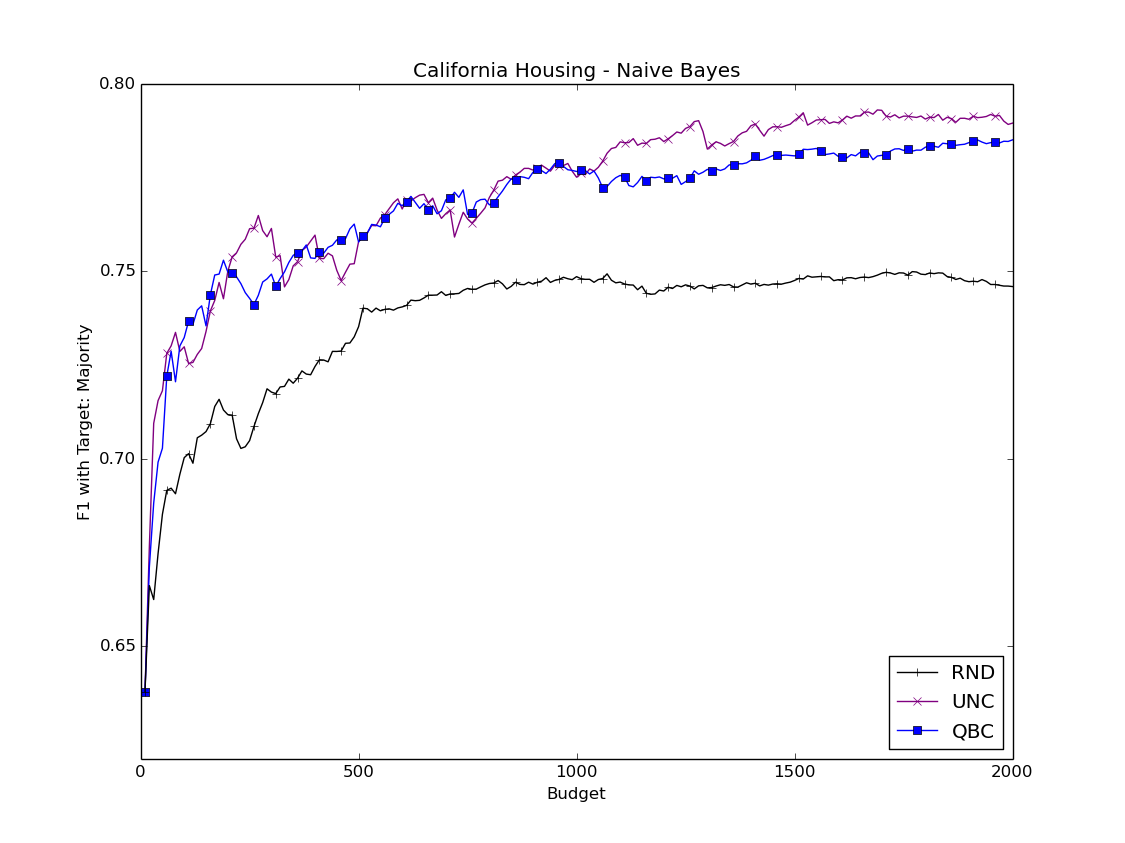 California Housing - Naive Bayes
0.80
0.75
0.70
0.65
F1 with Target: Majority
0 500 1000 1500 2000
Budget
RND
UNC
QBC